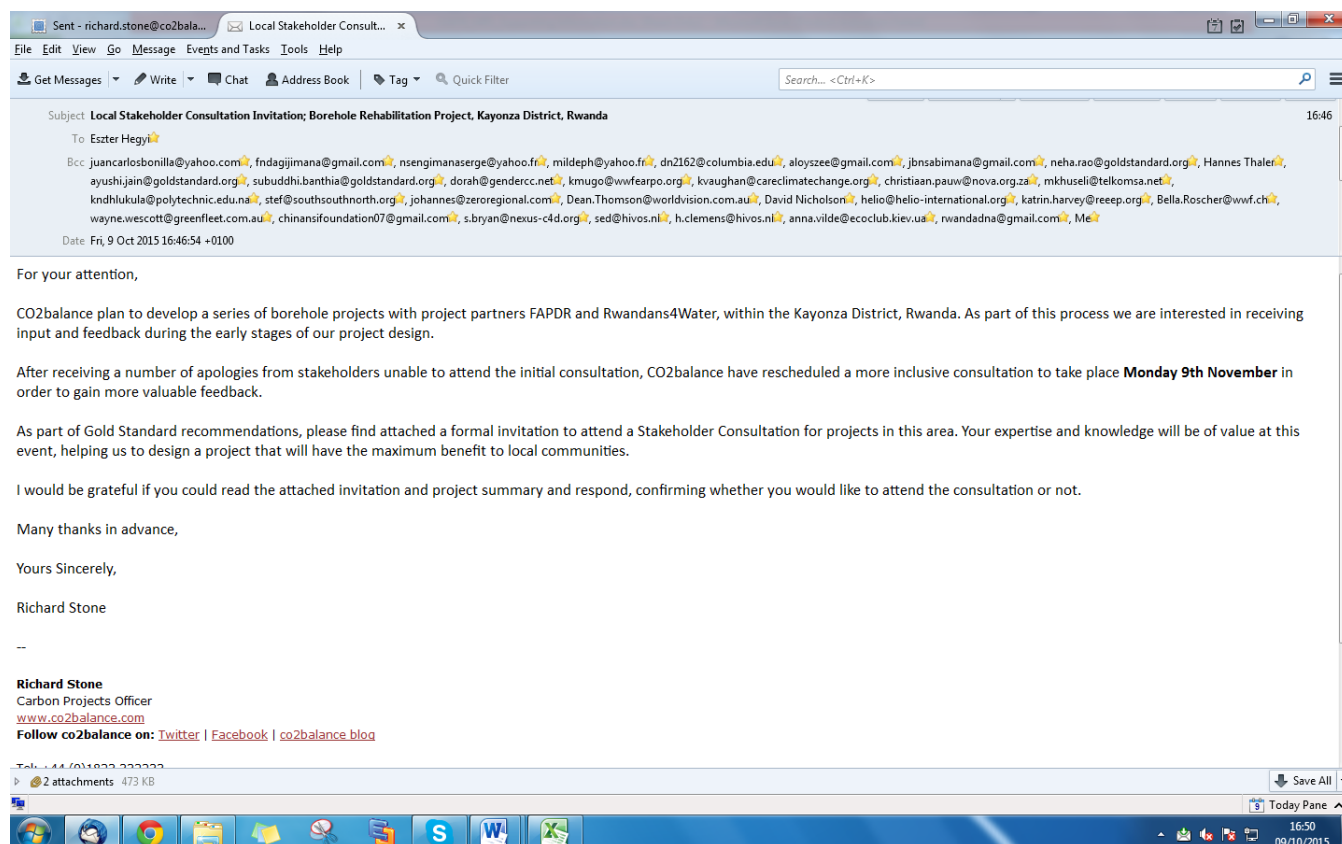 Sent - richard.stone@co2bala... Local Stakeholder Consult... x
File Edit View Go Message Events and Tasks Tools Help
Get Messages Write Chat Address Book Tag Quick Filter Search... <Ctrl+K>
Subject Local Stakeholder Consultation Invitation; Borehole Rehabilitation Project, Kayonza District, Rwanda 16:46
To Eszter Hegyi
Bcc juancarlosbonilla@yahoo.com, fndagijimana@gmail.com, nsengimanaserge@yahoo.fr, mildeph@yahoo.fr, dn2162@columbia.edu, aloyszee@gmail.com, jbnsabimana@gmail.com, neha.rao@goldstandard.org, Hannes Thaler,
ayushi.jain@goldstandard.org, subuddhi.banthia@goldstandard.org, dorah@gendercc.net, kmugo@wwfearpo.org, kvaughan@careclimatechange.org, christiaan.pauw@nova.org.za, mkhuseli@telkomsa.net,
kndhlukula@polytechnic.edu.na, stef@southsouthnorth.org, johannes@zeroregional.com, Dean.Thomson@worldvision.com.au, David Nicholson, helio@helio-international.org, katrin.harvey@reeep.org, Bella.Roscher@wwf.ch,
wayne.wescott@greenfleet.com.au, chinansifoundation07@gmail.com, s.bryan@nexus-c4d.org, sed@hivos.nl, h.clemens@hivos.nl, anna.vilde@ecoclub.kiev.ua, rwandadna@gmail.com, Me
Date Fri, 9 Oct 2015 16:46:54 +0100
For your attention,
CO2balance plan to develop a series of borehole projects with project partners FAPDR and Rwandans4Water, within the Kayonza District, Rwanda. As part of this process we are interested in receiving
input and feedback during the early stages of our project design.
After receiving a number of apologies from stakeholders unable to attend the initial consultation, CO2balance have rescheduled a more inclusive consultation to take place Monday 9th November in
order to gain more valuable feedback.
As part of Gold Standard recommendations, please find attached a formal invitation to attend a Stakeholder Consultation for projects in this area. Your expertise and knowledge will be of value at this
event, helping us to design a project that will have the maximum benefit to local communities.
I would be grateful if you could read the attached invitation and project summary and respond, confirming whether you would like to attend the consultation or not.
Many thanks in advance,
Yours Sincerely,
Richard Stone
--
Richard Stone
Carbon Projects Officer
www.co2balance.com
Follow co2balance on: Twitter | Facebook | co2balance blog
2 attachments 473 KB Save All
Today Pane
16:50
09/10/2015